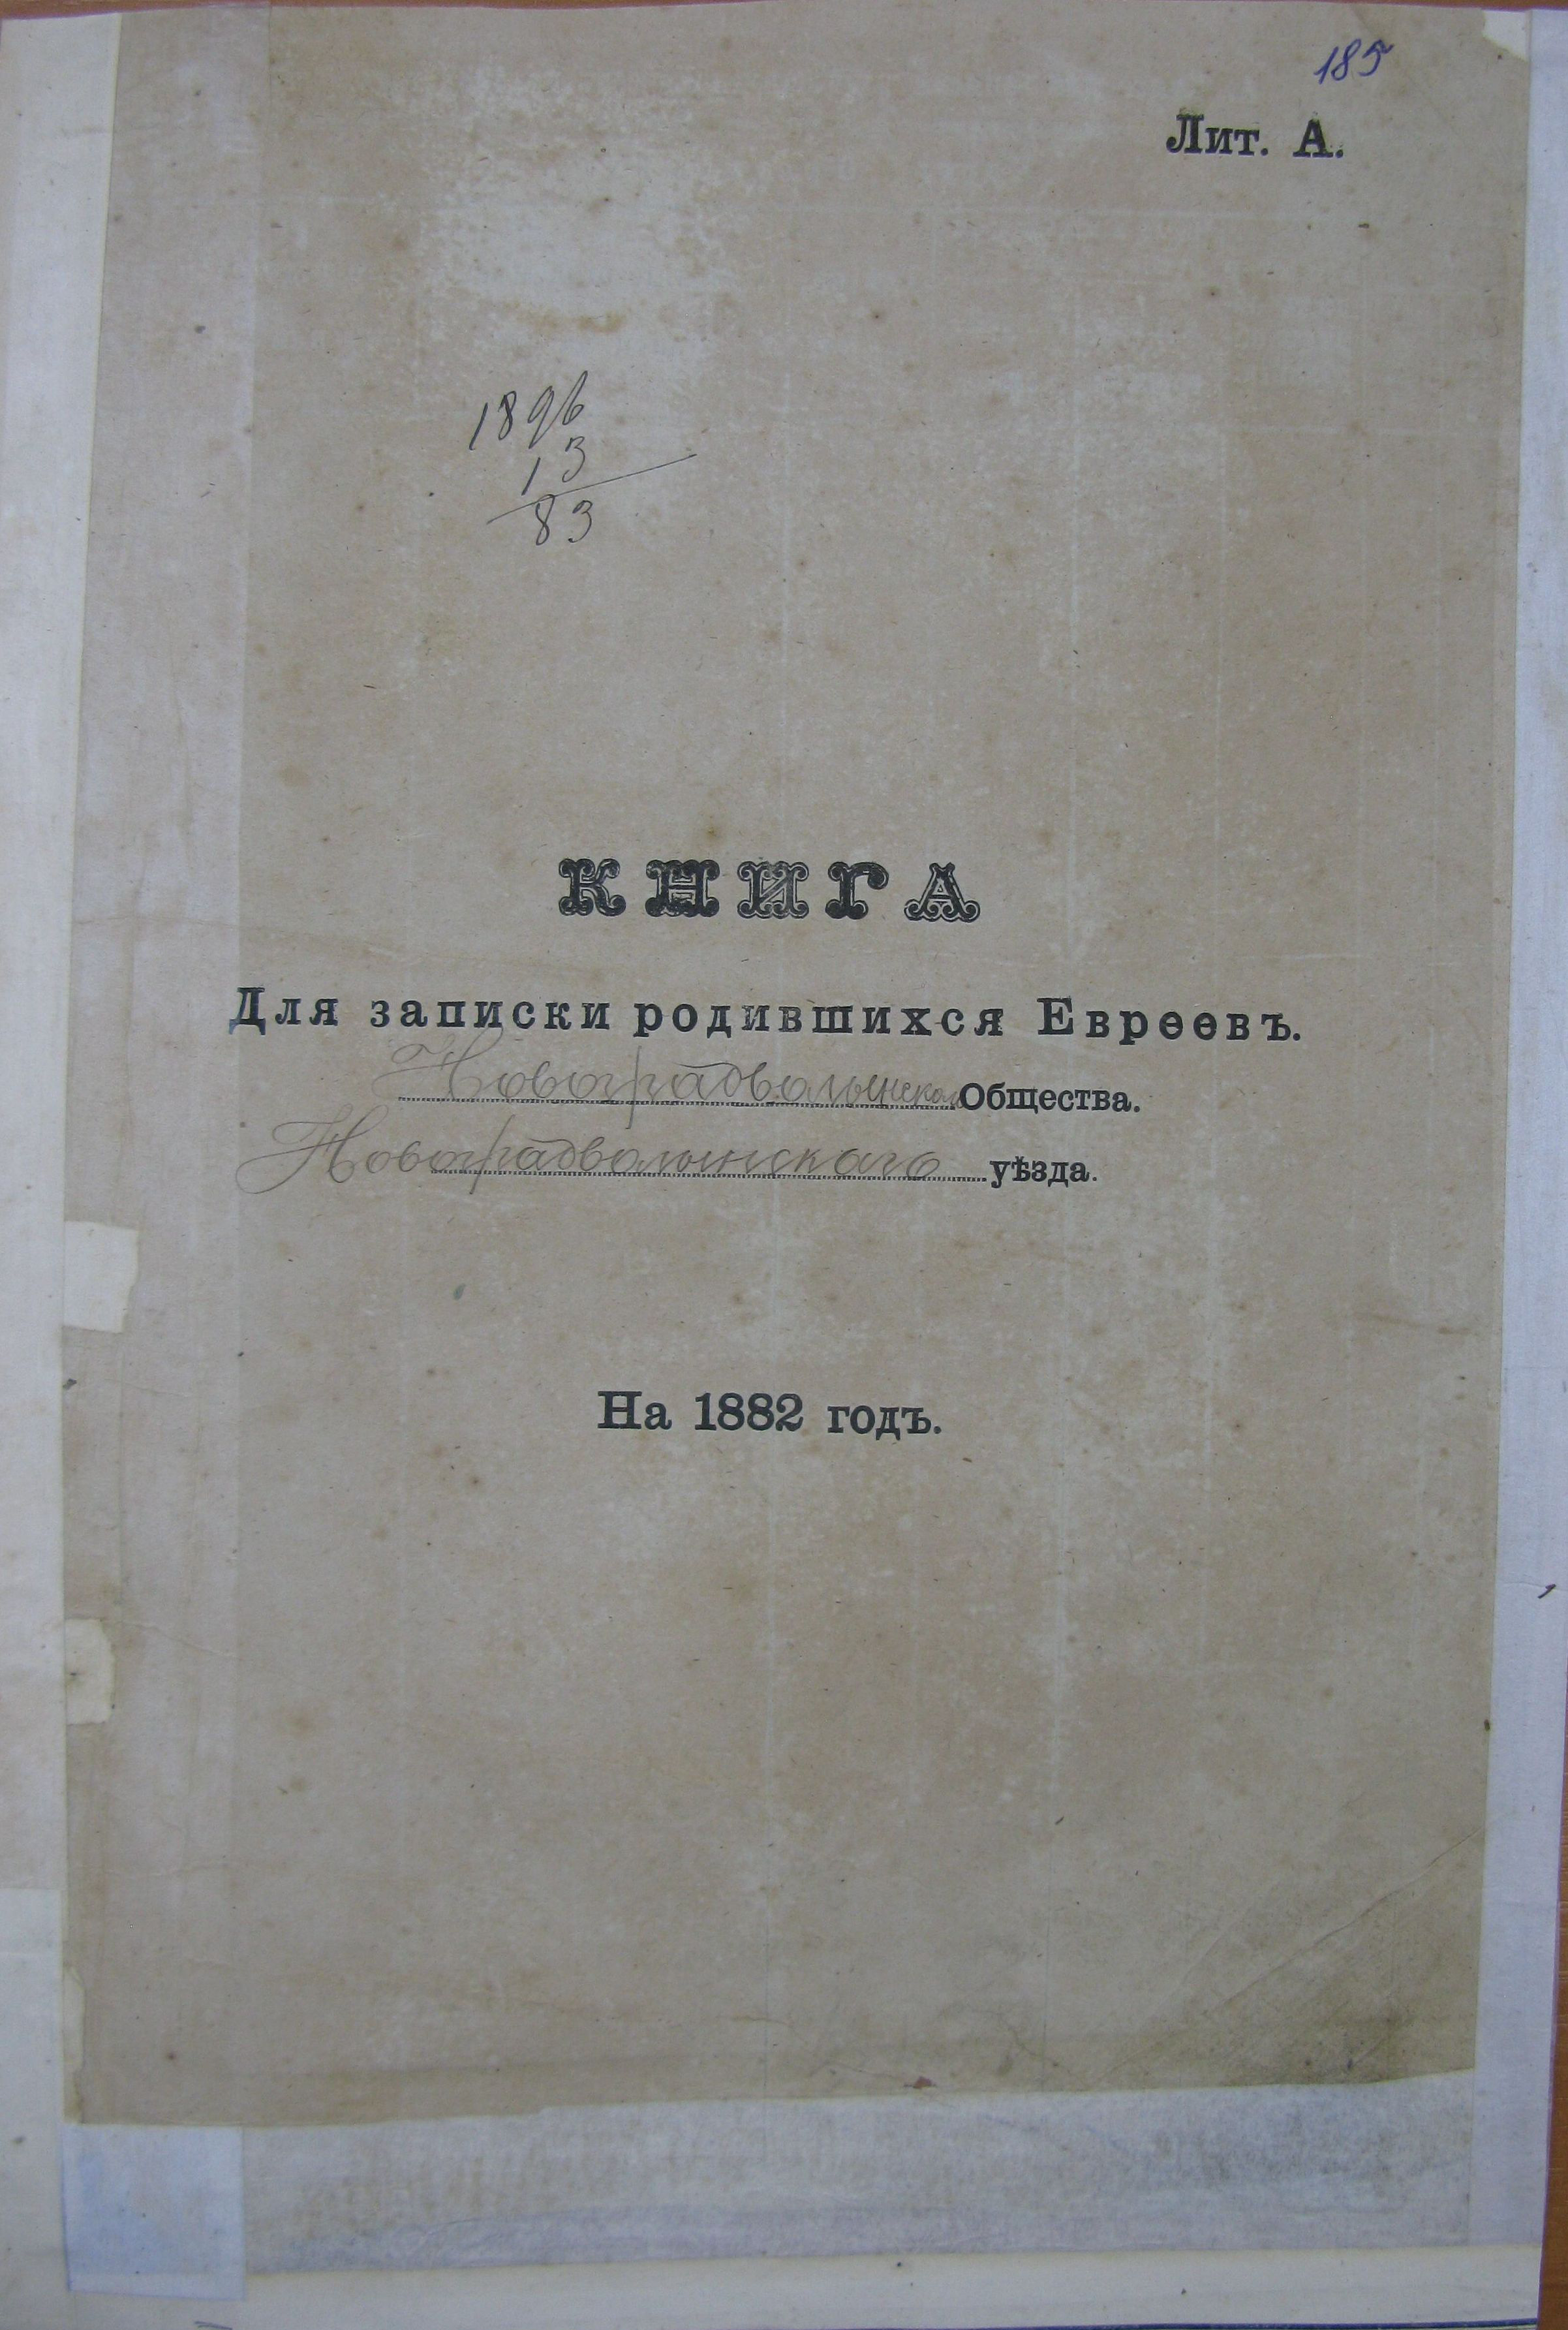 185
Лит. А.
1896
13
83
КНИГА
Для записки родившихся Евреевъ.
Новоградволынскаго Общества.
Новоградволынскаго уѣзда.
На 1882 годъ.